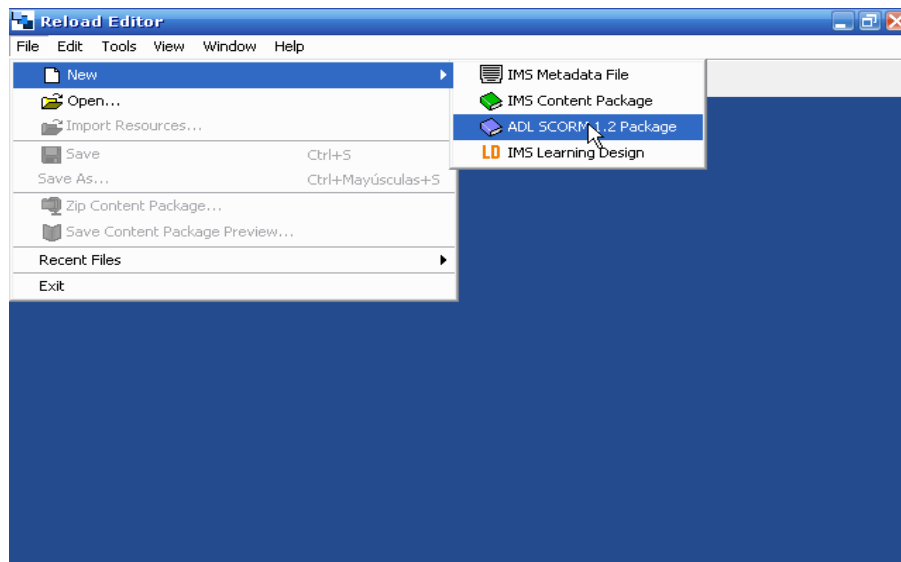 Reload Editor
File Edit Tools View Window Help
New
Open...
Import Resources...
Save Ctrl+S
Save As... Ctrl+Mayúsculas+S
Zip Content Package...
Save Content Package Preview...
Recent Files
Exit
IMS Metadata File
IMS Content Package
ADL SCORM 1.2 Package
LD IMS Learning Design